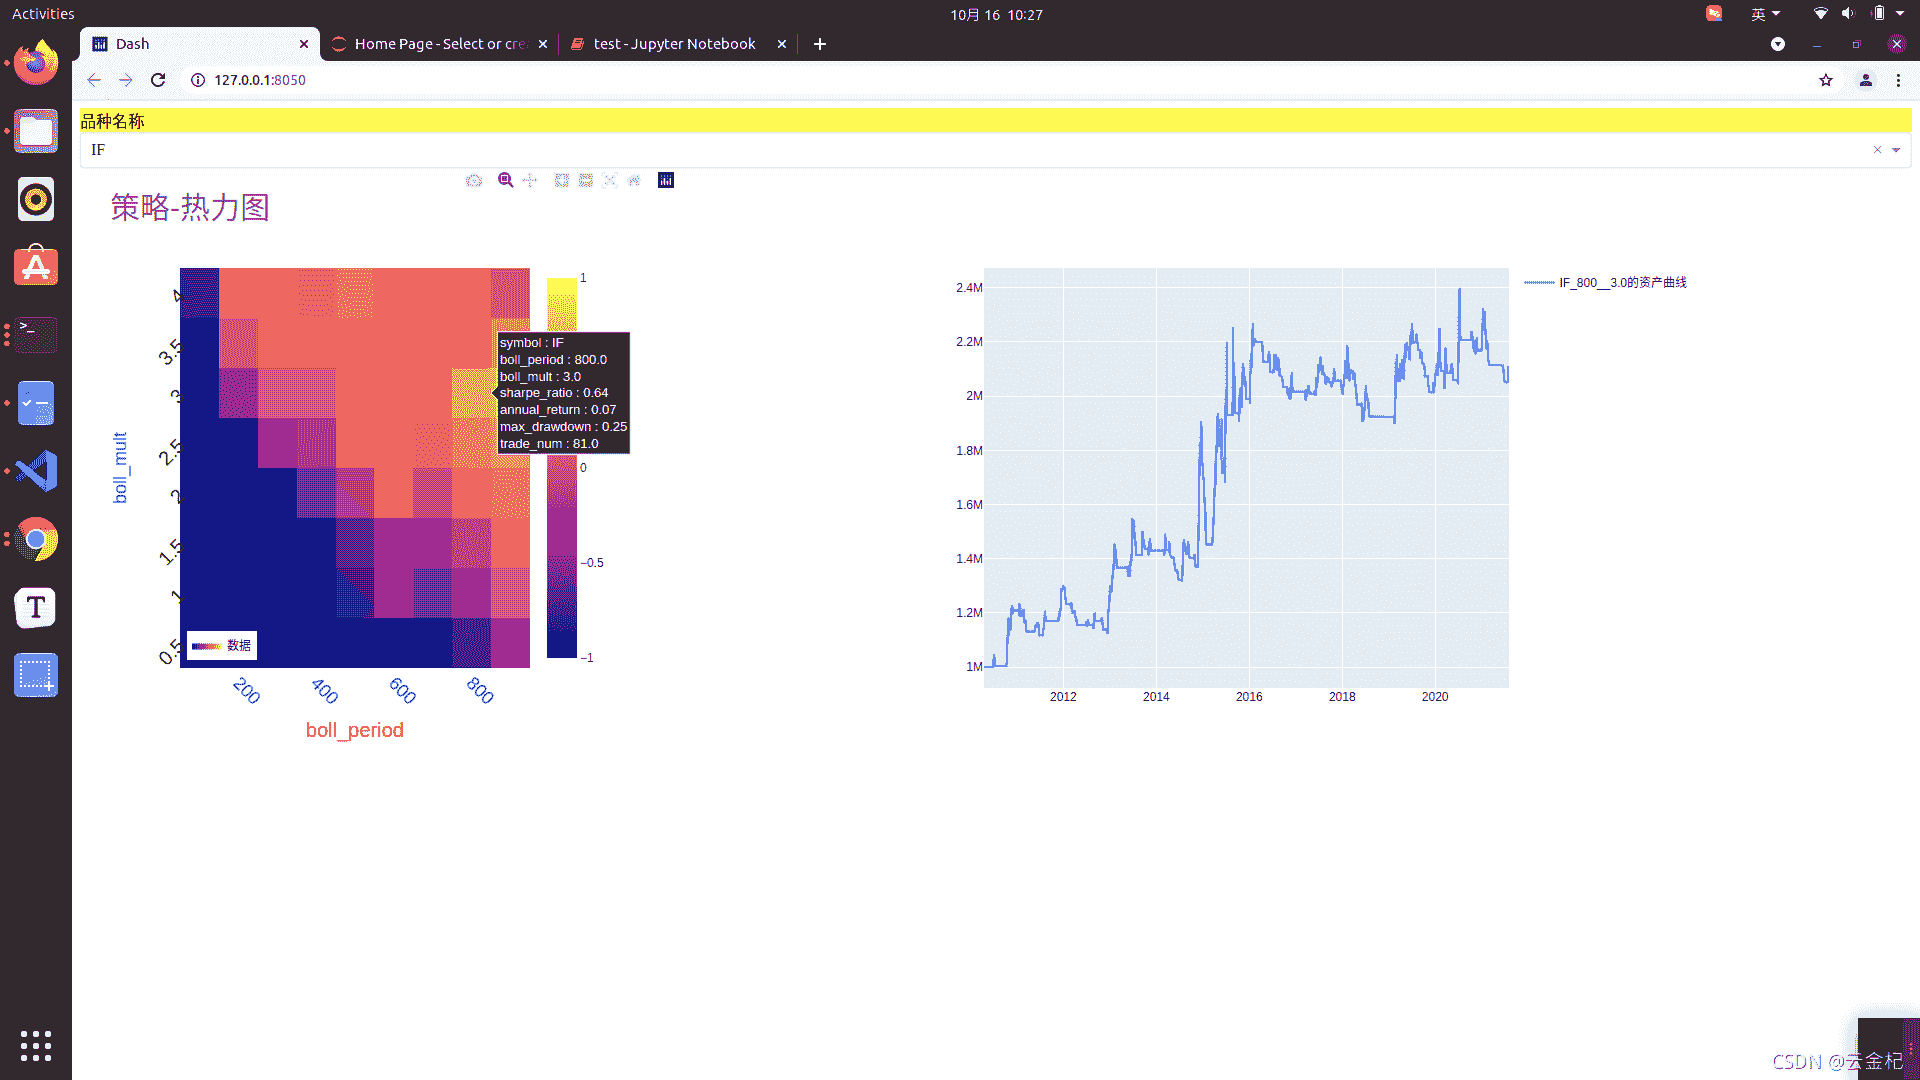 Activities
10月 16 10:27
英
Dash
Home Page - Select or cre
test - Jupyter Notebook
127.0.0.1:8050
品种名称
IF
策略-热力图
1
symbol : IF
boll_period : 800.0
boll_mult : 3.0
sharpe_ratio : 0.64
annual_return : 0.07
max_drawdown : 0.25
trade_num : 81.0
0
−0.5
−1
4
3.5
3
2.5
2
1.5
1
0.5
boll_mult
数据
200
400
600
800
boll_period
2.4M
2.2M
2M
1.8M
1.6M
1.4M
1.2M
1M
2012
2014
2016
2018
2020
IF_800__3.0的资产曲线
T
CSDN @云金杞